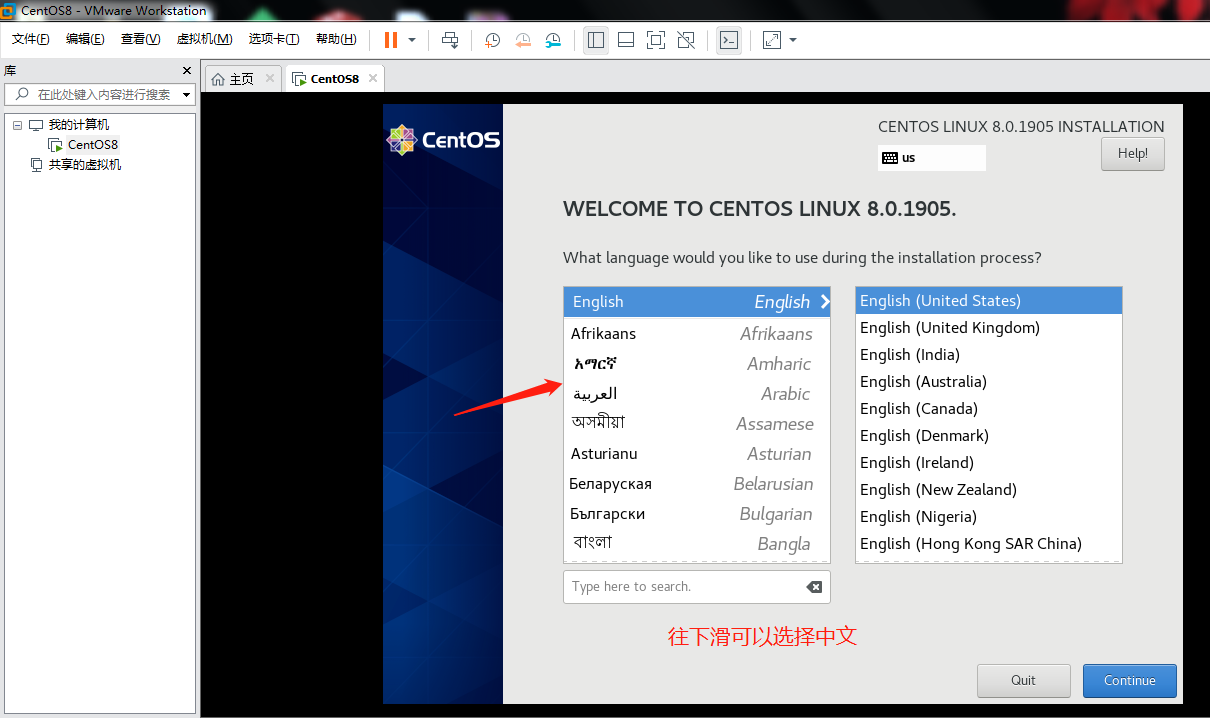 CentOS8 - VMware Workstation
文件(F) 编辑(E) 查看(V) 虚拟机(M) 选项卡(T) 帮助(H)
库
在此处键入内容进行搜索
我的计算机
CentOS8
共享的虚拟机
主页
CentOS8
CentOS
CENTOS LINUX 8.0.1905 INSTALLATION
us
Help!
WELCOME TO CENTOS LINUX 8.0.1905.
What language would you like to use during the installation process?
English English
Afrikaans Afrikaans
አማርኛ Amharic
العربية Arabic
অসমীয়া Assamese
Asturianu Asturian
Беларуская Belarusian
Български Bulgarian
বাংলা Bangla
Type here to search.
English (United States)
English (United Kingdom)
English (India)
English (Australia)
English (Canada)
English (Denmark)
English (Ireland)
English (New Zealand)
English (Nigeria)
English (Hong Kong SAR China)
往下滑可以选择中文
Quit
Continue